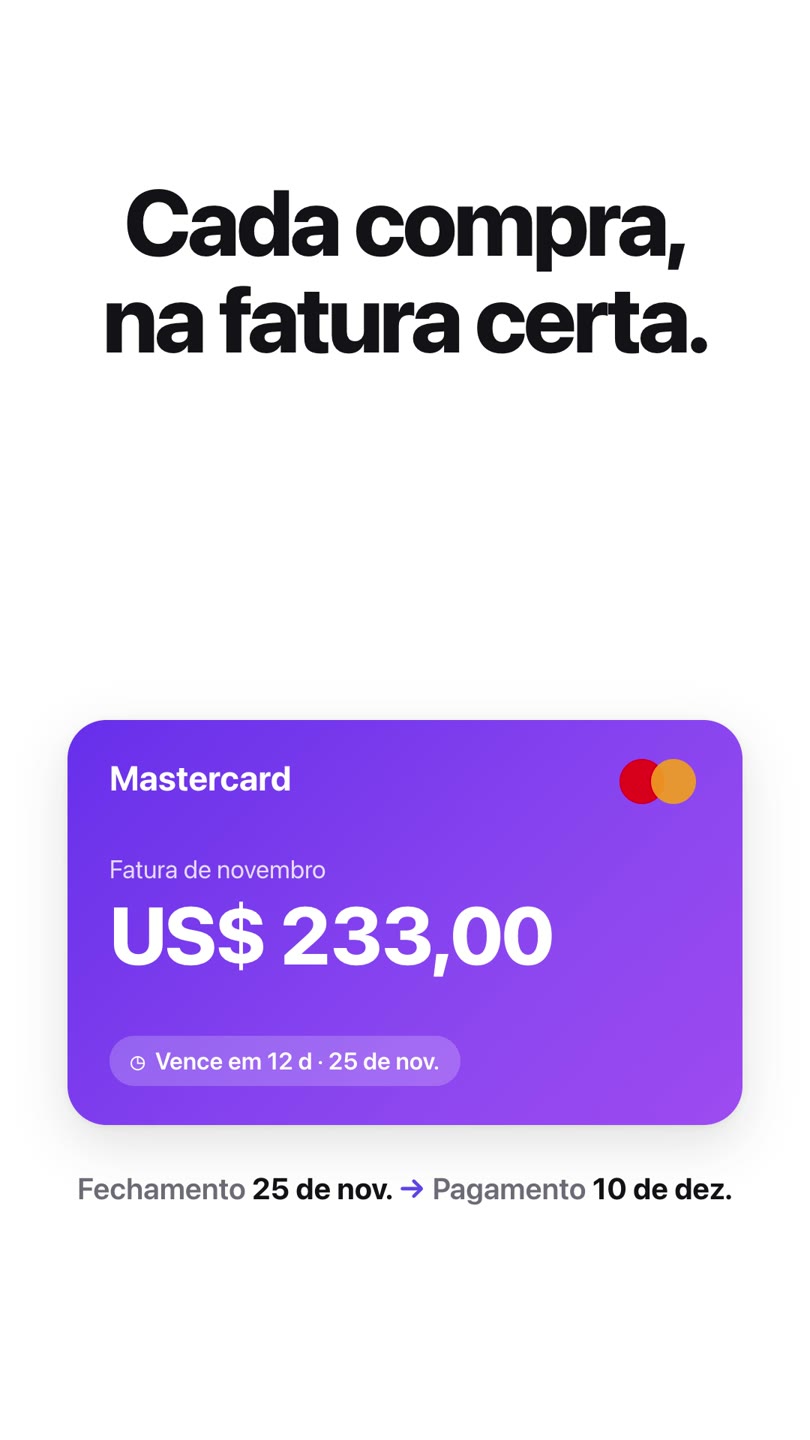 Cada compra,
na fatura certa.
Mastercard
Fatura de novembro
US$ 233,00
Vence em 12 d · 25 de nov.
Fechamento 25 de nov. → Pagamento 10 de dez.